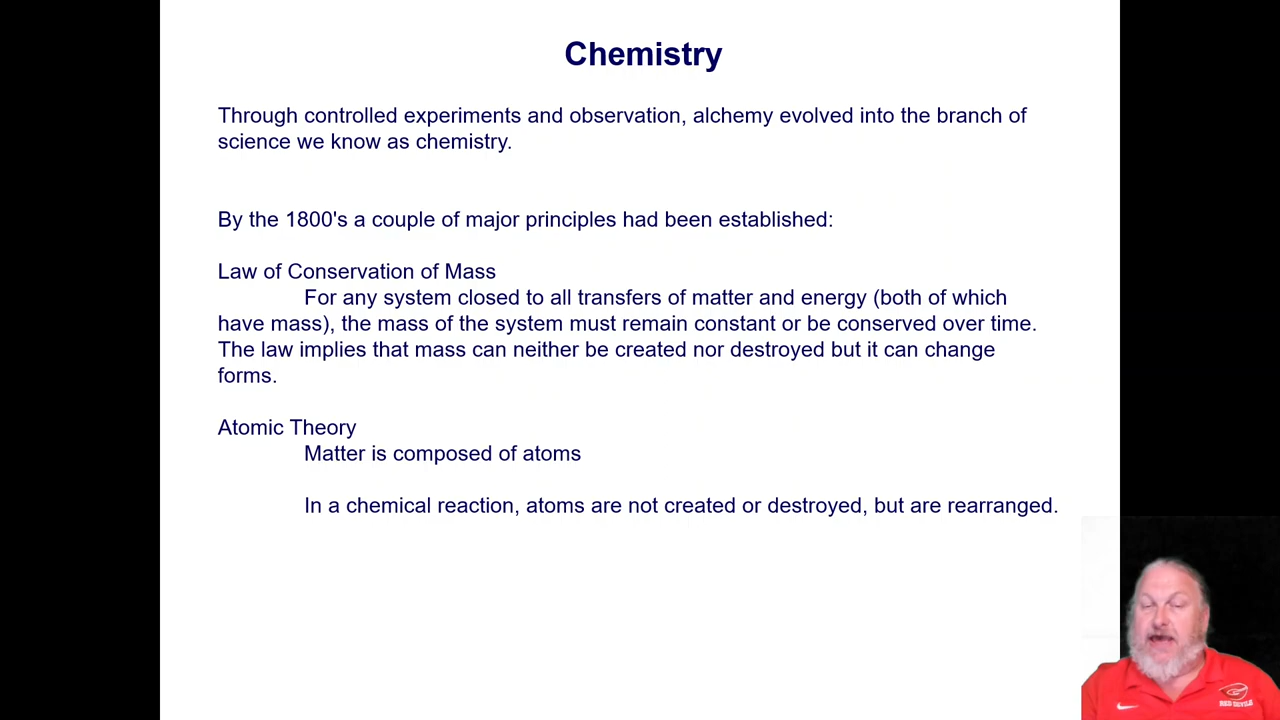 Chemistry
Through controlled experiments and observation, alchemy evolved into the branch of
science we know as chemistry.
By the 1800's a couple of major principles had been established:
Law of Conservation of Mass
For any system closed to all transfers of matter and energy (both of which
have mass), the mass of the system must remain constant or be conserved over time.
The law implies that mass can neither be created nor destroyed but it can change
forms.
Atomic Theory
Matter is composed of atoms
In a chemical reaction, atoms are not created or destroyed, but are rearranged.
RED DEVILS